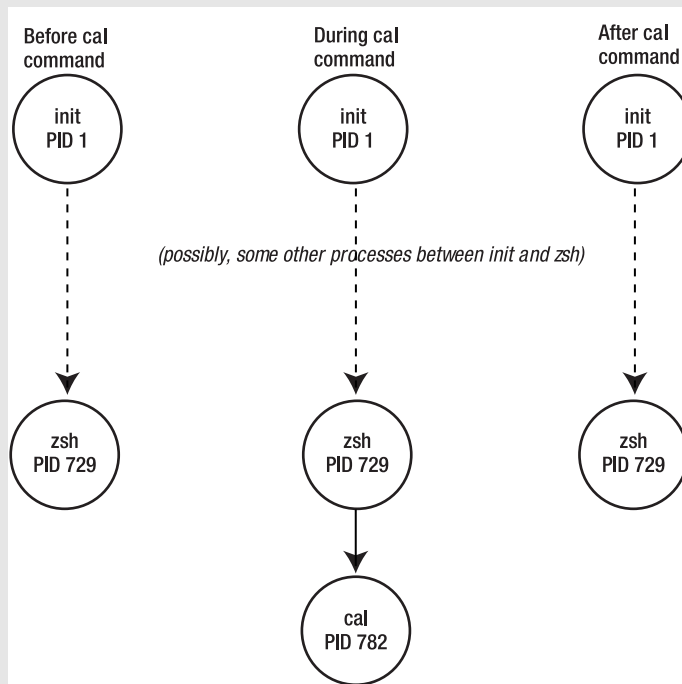 Before cal
command
During cal
command
After cal
command
init
PID 1
init
PID 1
init
PID 1
(possibly, some other processes between init and zsh)
zsh
PID 729
zsh
PID 729
zsh
PID 729
cal
PID 782